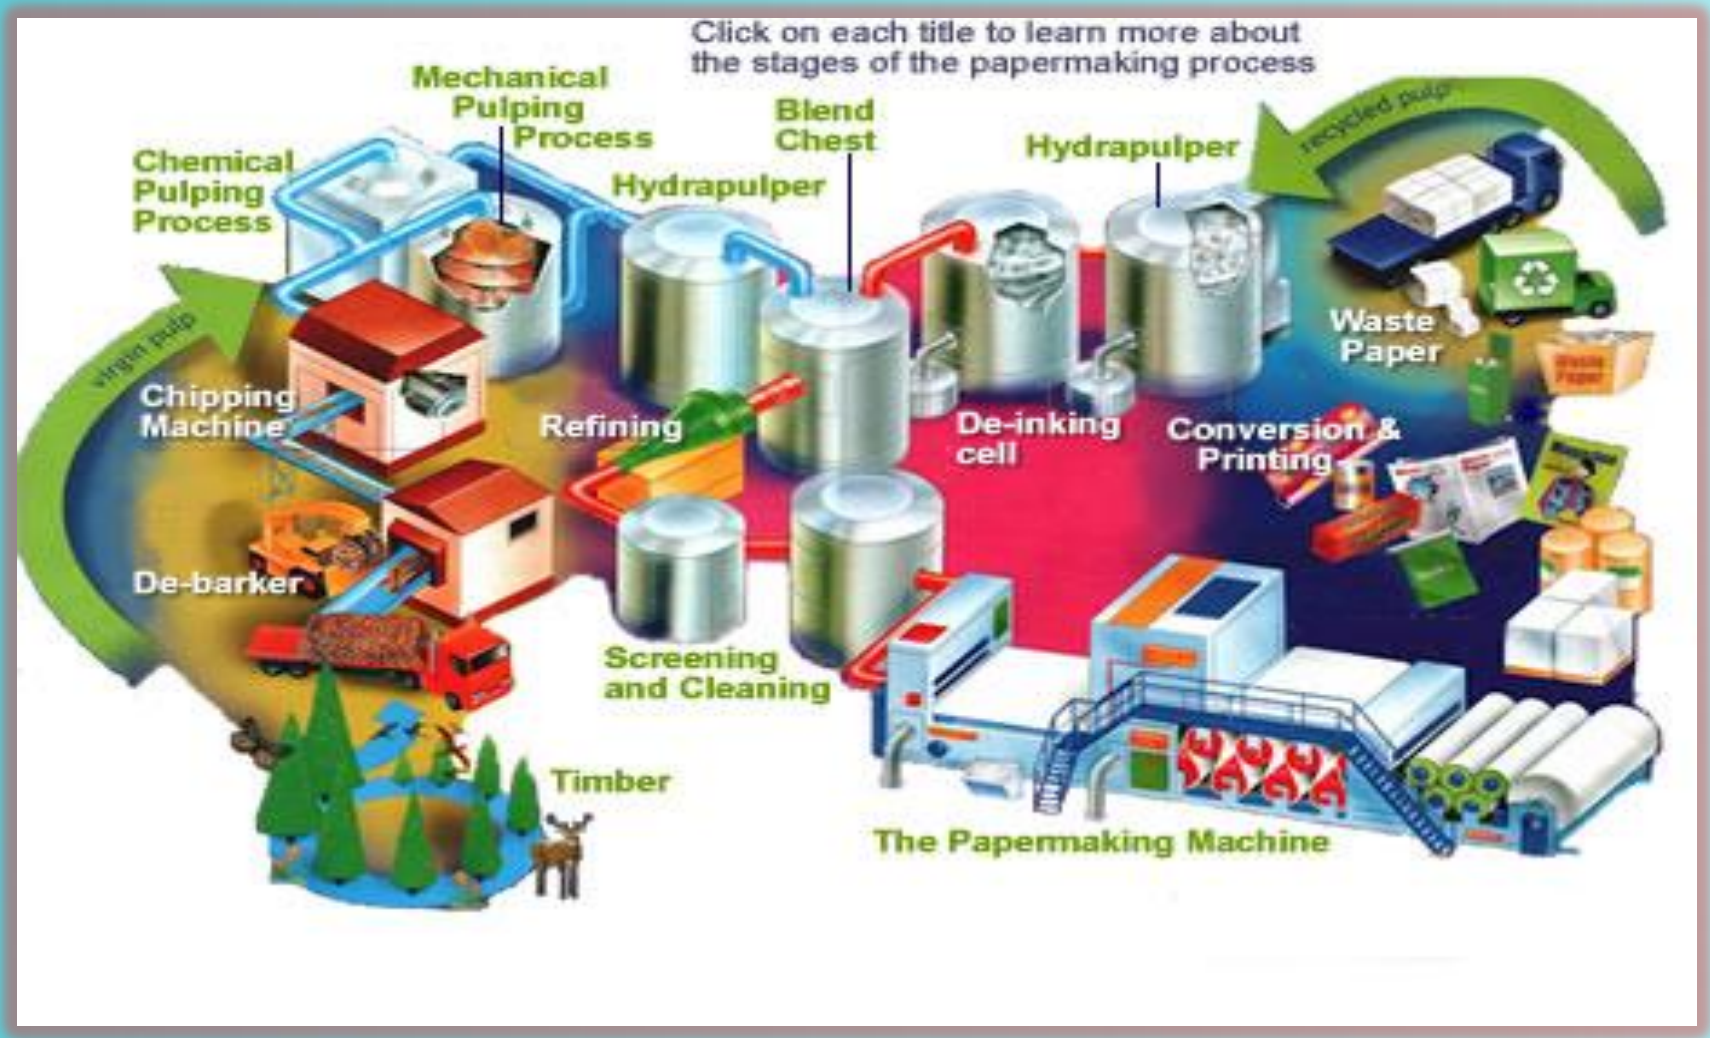 Click on each title to learn more about
the stages of the papermaking process
Mechanical
Pulping
Process
Blend
Chest
Hydrapulper
recycled pulp
Chemical
Pulping
Process
Hydrapulper
virgin pulp
Waste
Paper
Waste
Paper
Chipping
Machine
Refining
De-inking
cell
Conversion &
Printing
De-barker
Screening
and Cleaning
Timber
The Papermaking Machine